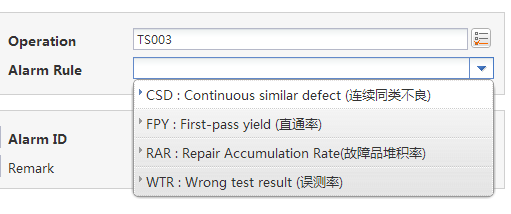 Operation TS003
Alarm Rule
CSD : Continuous similar defect (连续同类不良)
FPY : First-pass yield (直通率)
RAR : Repair Accumulation Rate(故障品堆积率)
Alarm ID
WTR : Wrong test result (误测率)
Remark